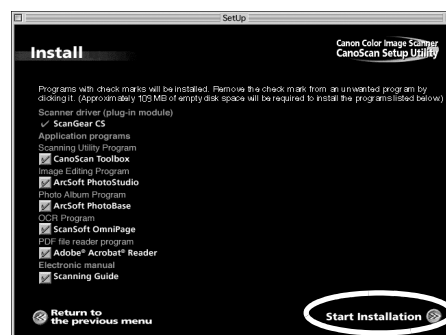 SetUp
Install
Canon Color Image Scanner
CanoScan Setup Utility
Programs with check marks will be installed. Remove the check mark from an unwanted program by
clicking it. (Approximately 109 MB of empty disk space will be required to install the programs listed below)
Scanner driver (plug-in module)
ScanGear CS
Application programs
Scanning Utility Program
CanoScan Toolbox
Image Editing Program
ArcSoft PhotoStudio
Photo Album Program
ArcSoft PhotoBase
OCR Program
ScanSoft OmniPage
PDF file reader program
Adobe® Acrobat® Reader
Electronic manual
Scanning Guide
Return to
the previous menu
Start Installation